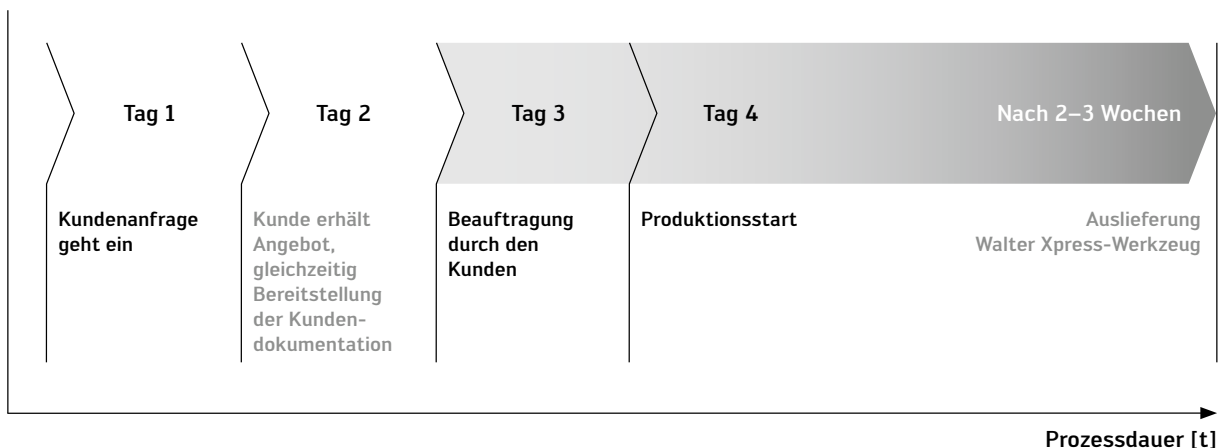 Tag 1
Tag 2
Tag 3
Tag 4
Nach 2–3 Wochen
Kundenanfrage
geht ein
Kunde erhält
Angebot,
gleichzeitig
Bereitstellung
der Kunden-
dokumentation
Beauftragung
durch den
Kunden
Produktionsstart
Auslieferung
Walter Xpress-Werkzeug
Prozessdauer [t]